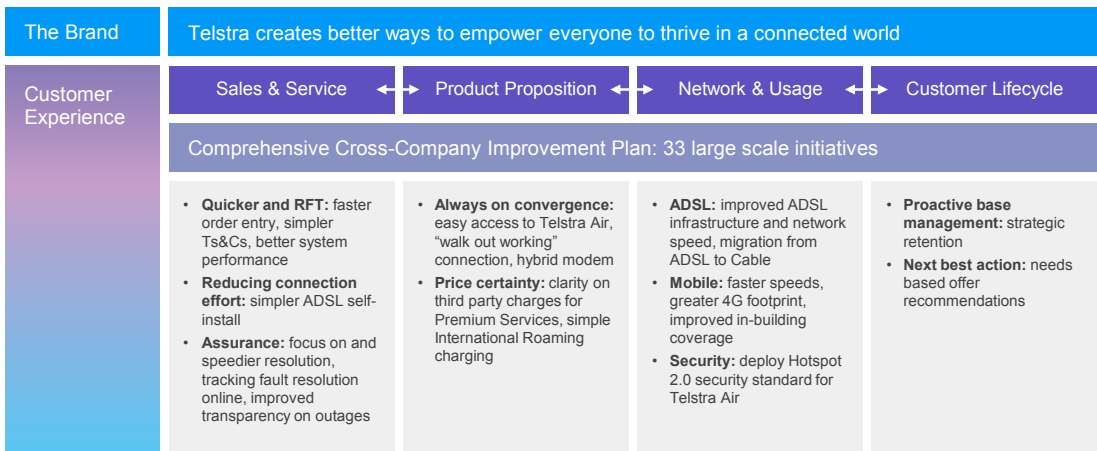 The Brand
Telstra creates better ways to empower everyone to thrive in a connected world
Customer
Experience
Sales & Service
Product Proposition
Network & Usage
Customer Lifecycle
Comprehensive Cross-Company Improvement Plan: 33 large scale initiatives
• Quicker and RFT: faster
order entry, simpler
Ts&Cs, better system
performance
• Reducing connection
effort: simpler ADSL self-
install
• Assurance: focus on and
speedier resolution,
tracking fault resolution
online, improved
transparency on outages
• Always on convergence:
easy access to Telstra Air,
“walk out working”
connection, hybrid modem
• Price certainty: clarity on
third party charges for
Premium Services, simple
International Roaming
charging
• ADSL: improved ADSL
infrastructure and network
speed, migration from
ADSL to Cable
• Mobile: faster speeds,
greater 4G footprint,
improved in-building
coverage
• Security: deploy Hotspot
2.0 security standard for
Telstra Air
• Proactive base
management: strategic
retention
• Next best action: needs
based offer
recommendations